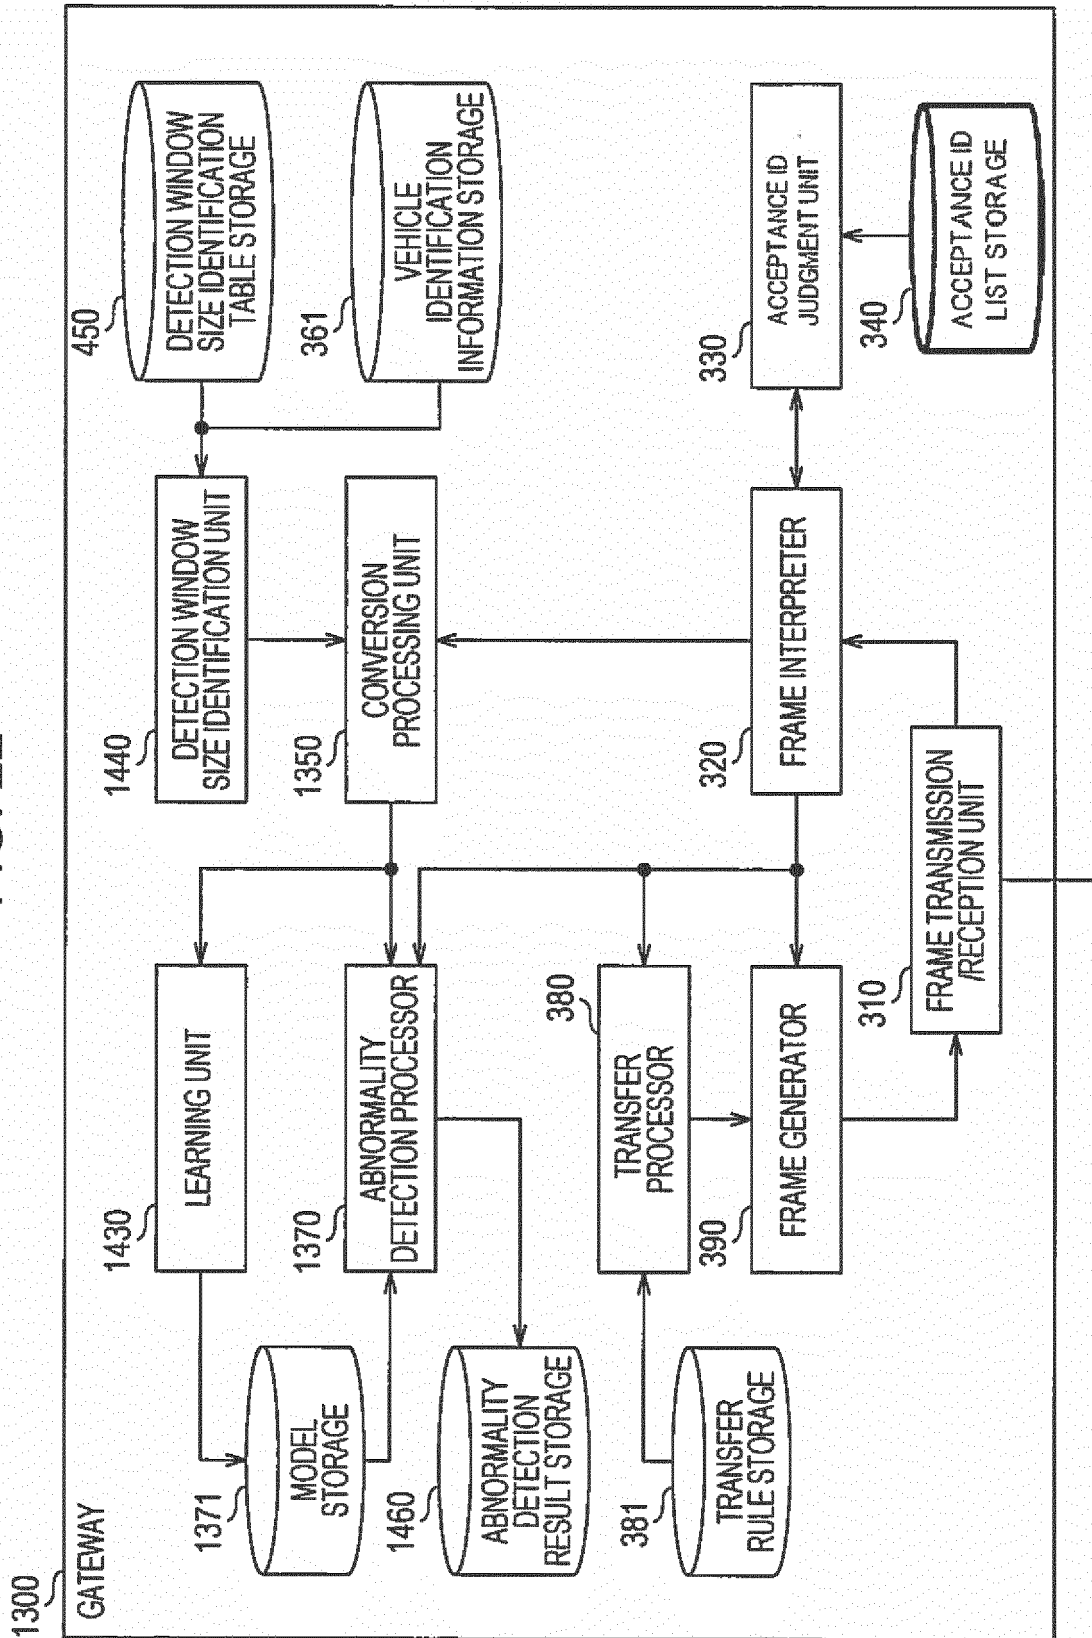 1300
GATEWAY
1371
MODEL
STORAGE
1460
ABNORMALITY
DETECTION
RESULT STORAGE
381
TRANSFER
RULE STORAGE
1430
LEARNING UNIT
1370
ABNORMALITY
DETECTION PROCESSOR
380
TRANSFER
PROCESSOR
390
FRAME GENERATOR
310
FRAME TRANSMISSION
/RECEPTION UNIT
1440
DETECTION WINDOW
SIZE IDENTIFICATION UNIT
1350
CONVERSION
PROCESSING UNIT
320
FRAME INTERPRETER
450
DETECTION WINDOW
SIZE IDENTIFICATION
TABLE STORAGE
361
VEHICLE
IDENTIFICATION
INFORMATION STORAGE
330
ACCEPTANCE ID
JUDGMENT UNIT
340
ACCEPTANCE ID
LIST STORAGE